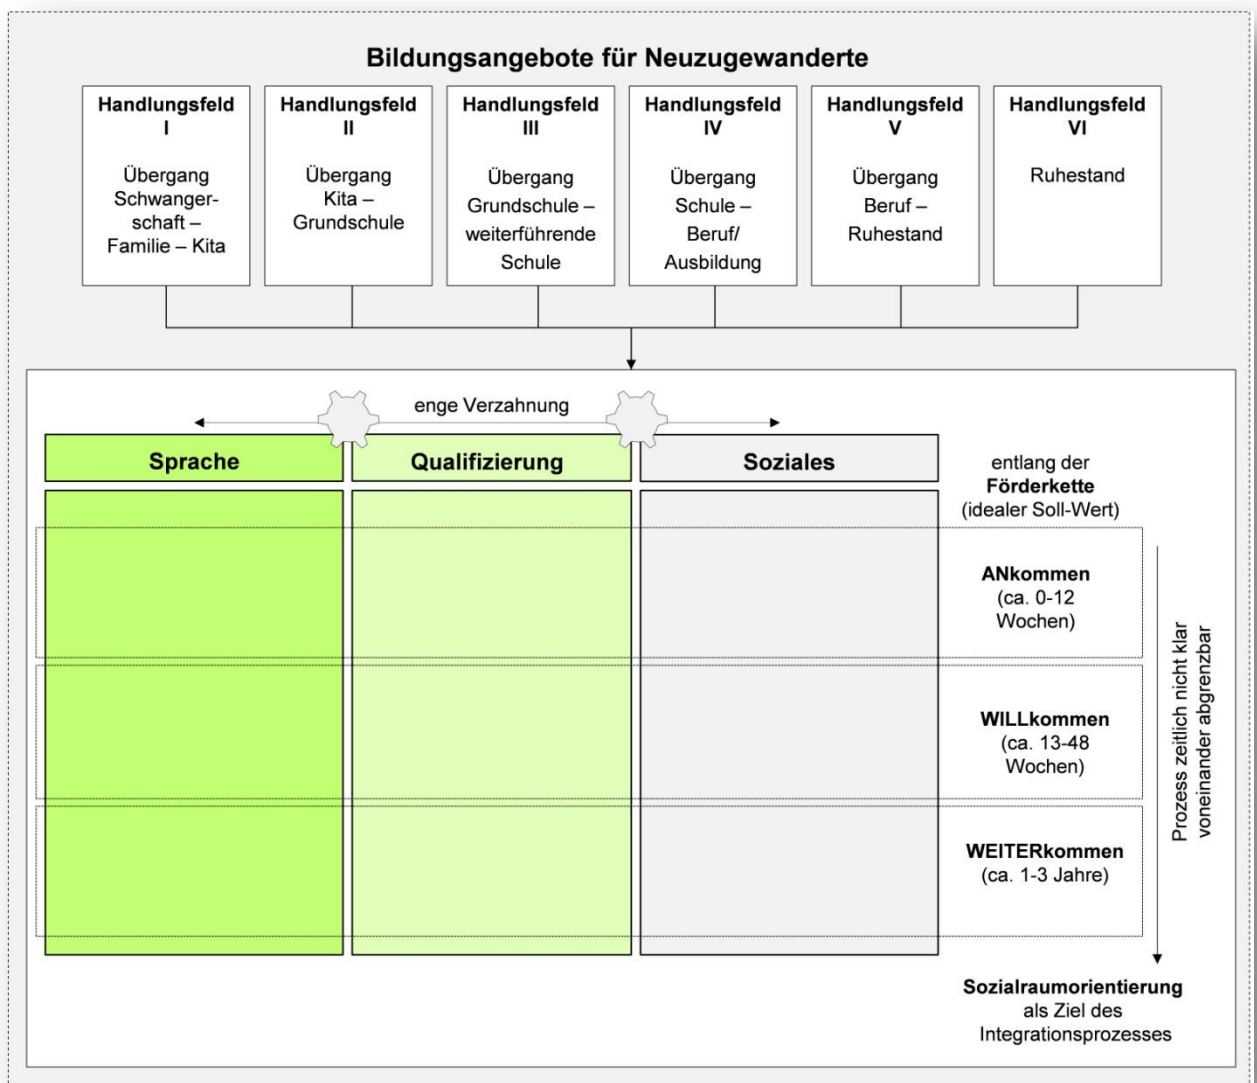 Bildungsangebote für Neuzugewanderte
Handlungsfeld
I
Übergang
Schwanger-
schaft –
Familie – Kita
Handlungsfeld
II
Übergang
Kita –
Grundschule
Handlungsfeld
III
Übergang
Grundschule –
weiterführende
Schule
Handlungsfeld
IV
Übergang
Schule –
Beruf/
Ausbildung
Handlungsfeld
V
Übergang
Beruf –
Ruhestand
Handlungsfeld
VI
Ruhestand
enge Verzahnung
Sprache
Qualifizierung
Soziales
entlang der
Förderkette
(idealer Soll-Wert)
ANkommen
(ca. 0-12
Wochen)
WILLkommen
(ca. 13-48
Wochen)
WEITERkommen
(ca. 1-3 Jahre)
Prozess zeitlich nicht klar
voneinander abgrenzbar
Sozialraumorientierung
als Ziel des
Integrationsprozesses